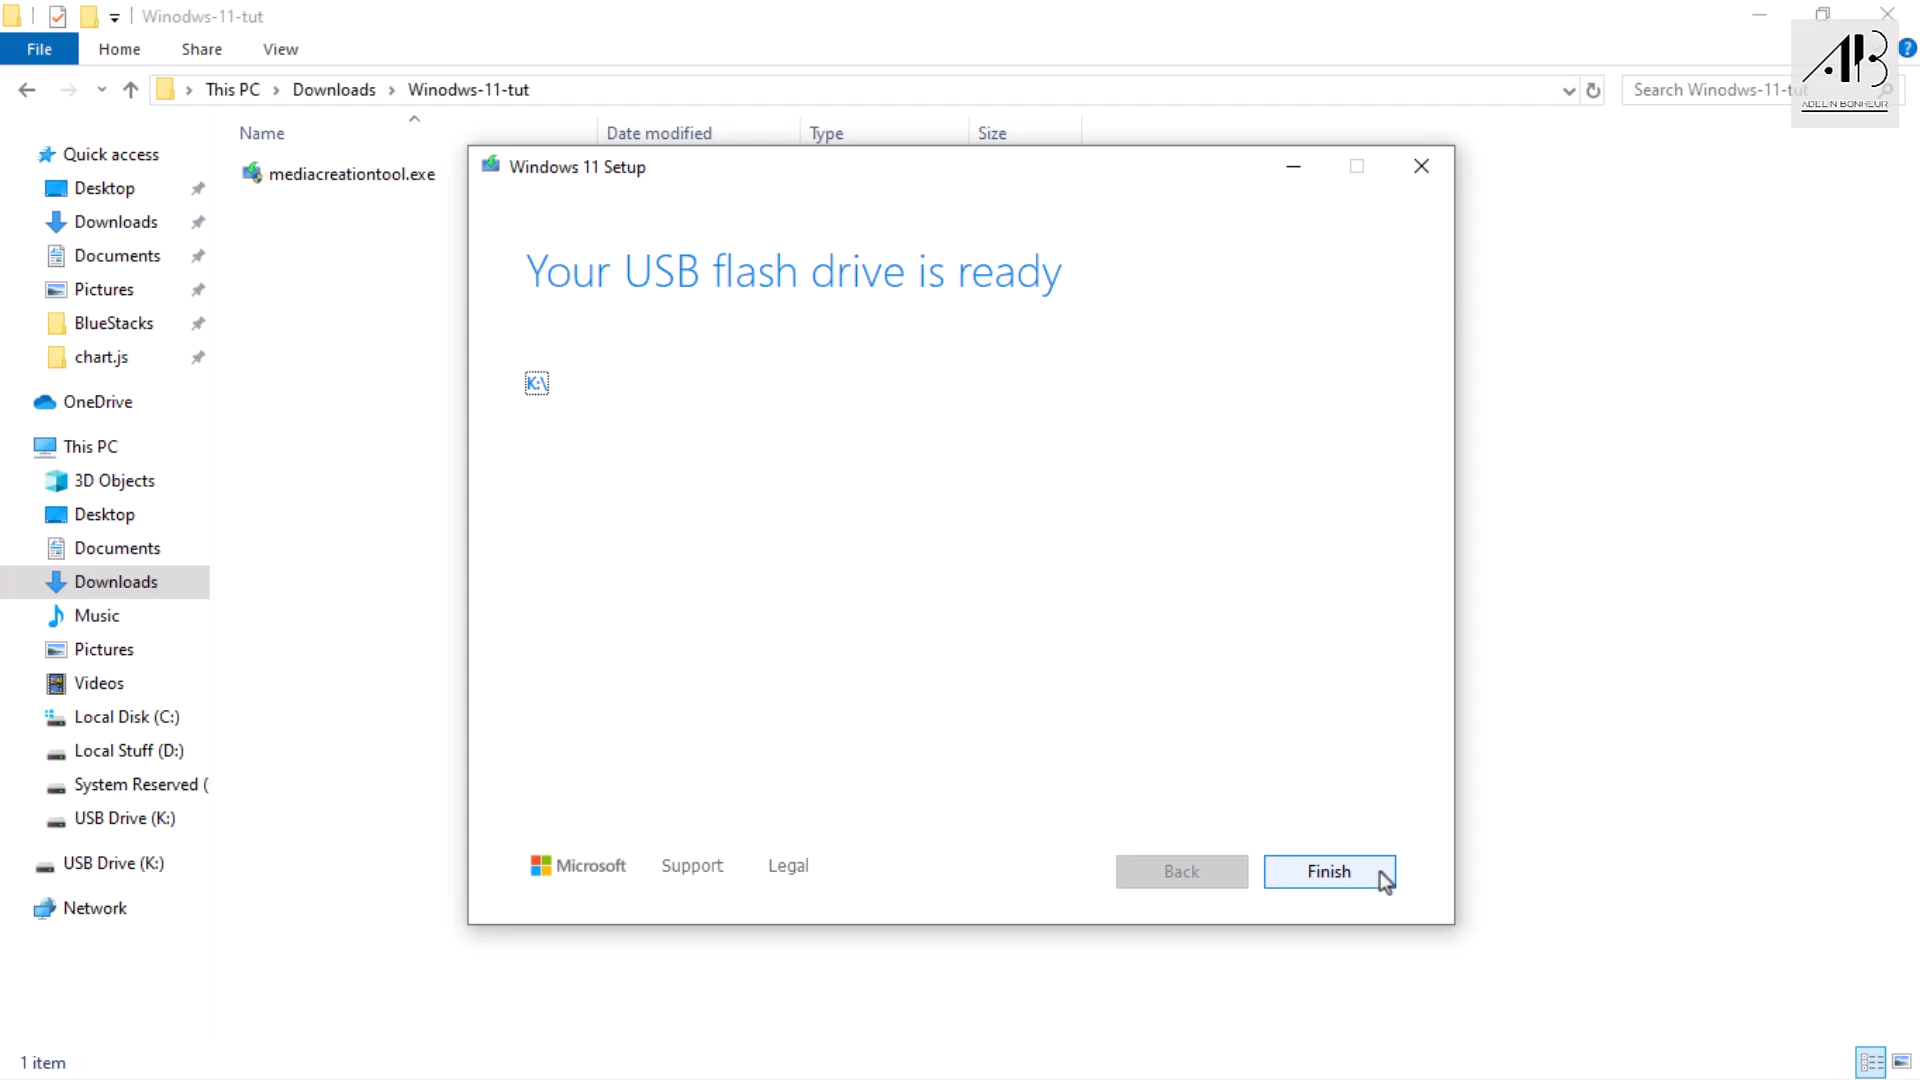 Winodws-11-tut
File Home Share View
This PC > Downloads > Winodws-11-tut
Search Winodws-11-tut
ADELIN BONHEUR
Name Date modified Type Size
mediacreationtool.exe
Quick access
Desktop
Downloads
Documents
Pictures
BlueStacks
chart.js
OneDrive
This PC
3D Objects
Desktop
Documents
Downloads
Music
Pictures
Videos
Local Disk (C:)
Local Stuff (D:)
System Reserved (
USB Drive (K:)
USB Drive (K:)
Network
Windows 11 Setup
Your USB flash drive is ready
K:\
Microsoft Support Legal
Back Finish
1 item